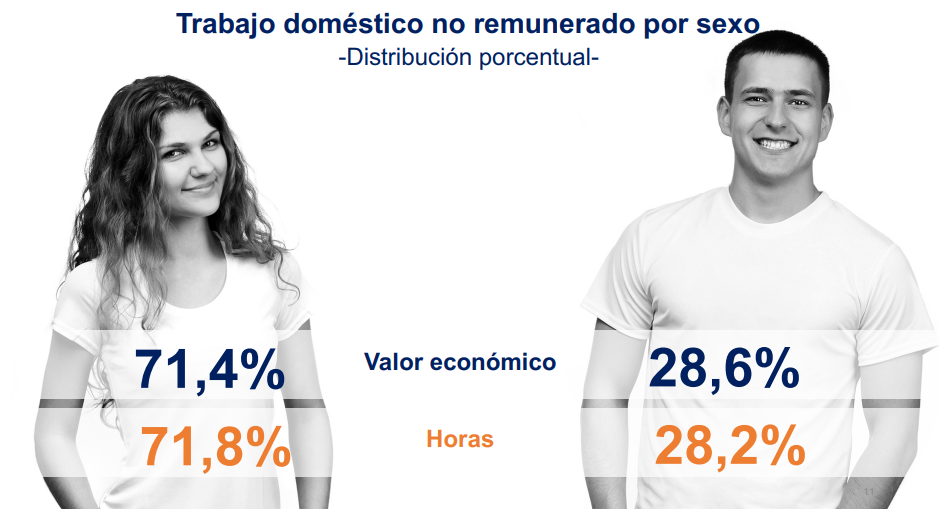 Trabajo doméstico no remunerado por sexo
-Distribución porcentual-
71,4% Valor económico 28,6%
71,8% Horas 28,2%
11